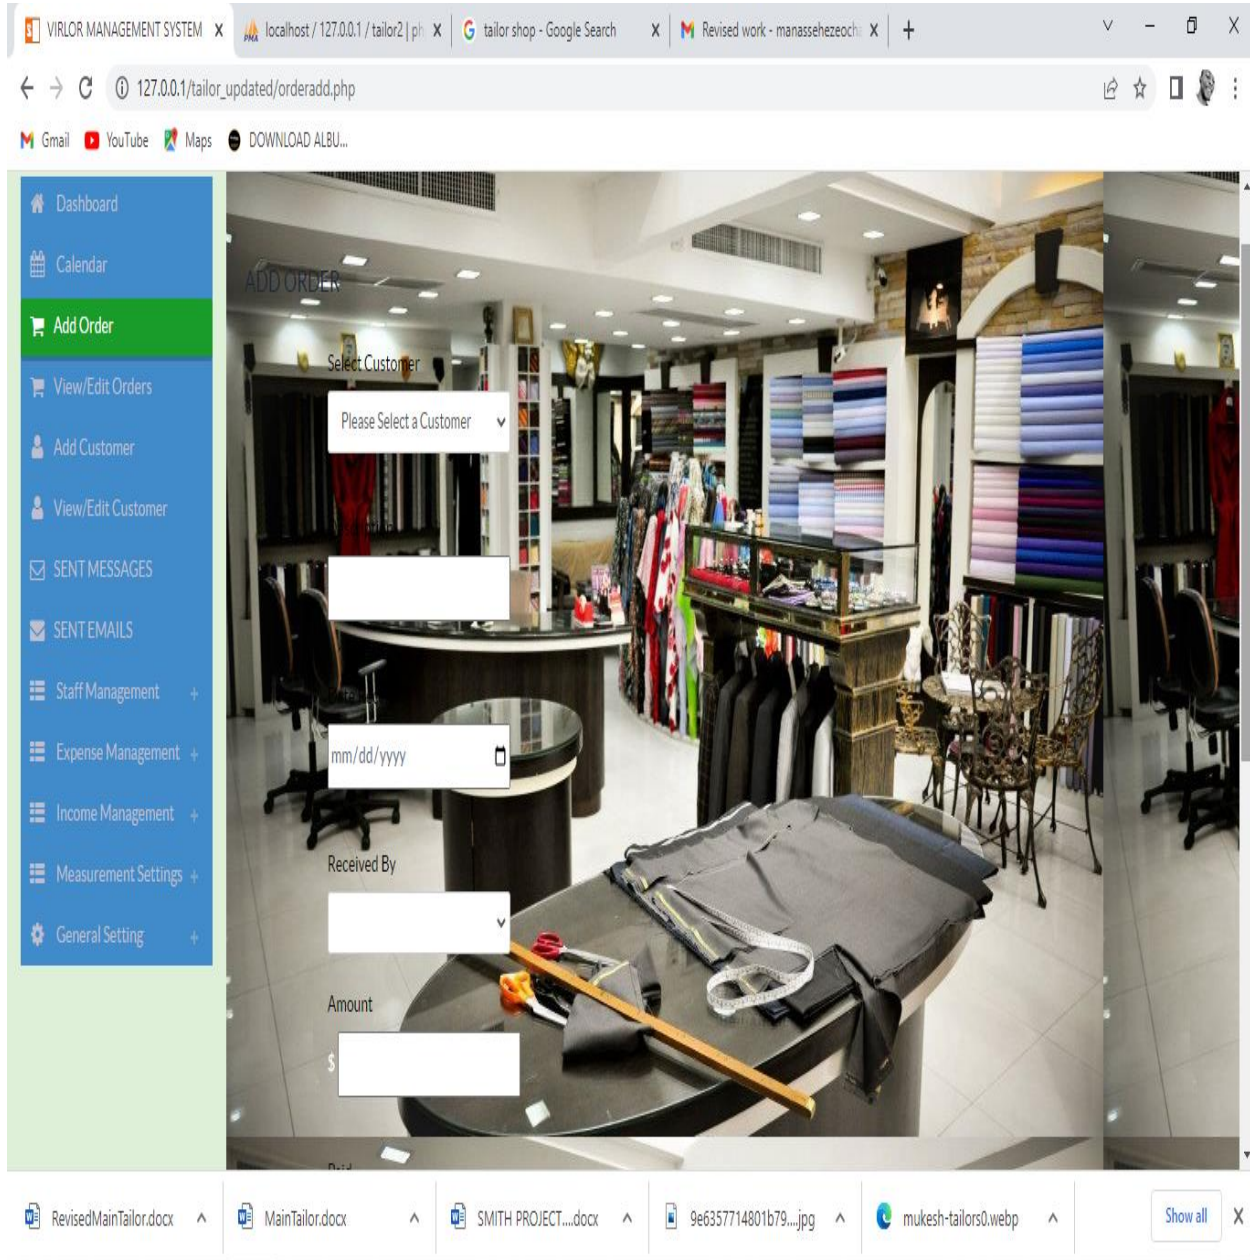 VIRLOR MANAGEMENT SYSTEM
localhost / 127.0.0.1 / tailor2 | ph
tailor shop - Google Search
Revised work - manassehezeocha
127.0.0.1/tailor_updated/orderadd.php
Gmail YouTube Maps DOWNLOAD ALBU...
Dashboard
Calendar
Add Order
View/Edit Orders
Add Customer
View/Edit Customer
SENT MESSAGES
SENT EMAILS
Staff Management +
Expense Management +
Income Management +
Measurement Settings +
General Setting +
ADD ORDER
Select Customer
Please Select a Customer
mm/dd/yyyy
Received By
Amount
$
Paid
RevisedMainTailor.docx
MainTailor.docx
SMITH PROJECT....docx
9e6357714801b79....jpg
mukesh-tailors0.webp
Show all